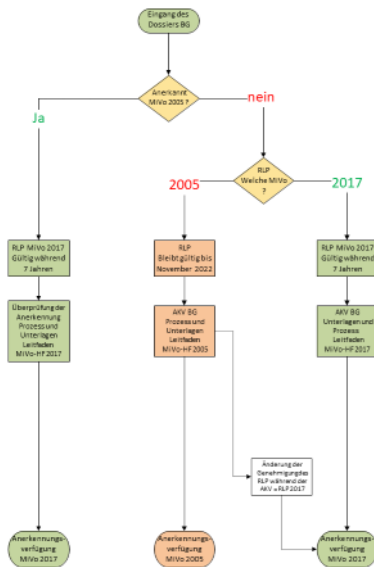 Eingang des
Dossiers BG
Anerkannt
MiVo 2005?
nein
Ja
RLP
Welche MiVo
?
2005
2017
RLP MiVo 2017
Gültig während
7 Jahren
RLP
Bleibt gültig bis
November 2022
RLP MiVo 2017
Gültig während
7 Jahren
Überprüfung der
Anerkennung
Prozess und
Unterlagen
Leitfaden
MiVo-HF 2017
AKV BG
Prozess und
Unterlagen
Leitfaden
MiVo-HF 2005
AKV BG
Unterlagen und
Prozess
Leitfaden
MiVo-HF 2017
Änderung der
Genehmigung des
RLP während der
AKV = RLP 2017
Anerkennungs-
verfügung
MiVo 2017
Anerkennungs-
verfügung
MiVo 2005
Anerkennungs-
verfügung
MiVo 2017